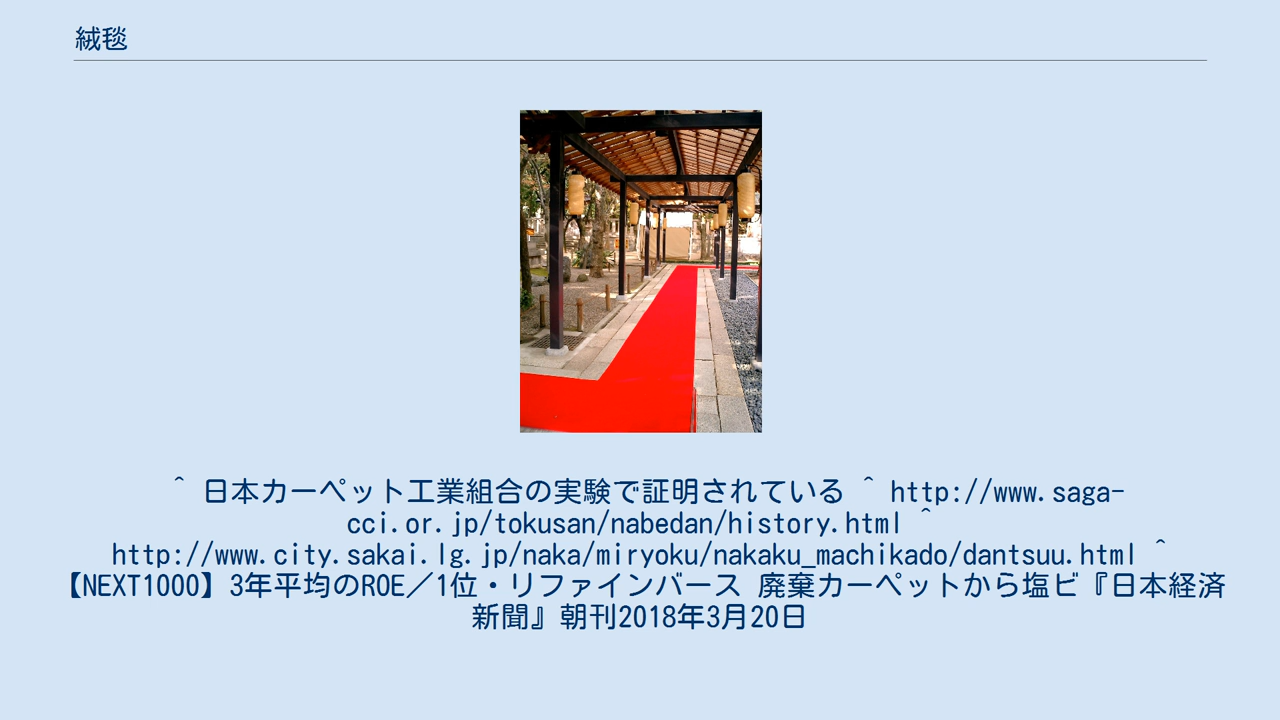 絨毯
^ 日本カーペット工業組合の実験で証明されている ^ http://www.saga-
cci.or.jp/tokusan/nabedan/history.html ^
http://www.city.sakai.lg.jp/naka/miryoku/nakaku_machikado/dantsuu.html ^
【NEXT1000】3年平均のROE／1位・リファインバース 廃棄カーペットから塩ビ『日本経済
新聞』朝刊2018年3月20日